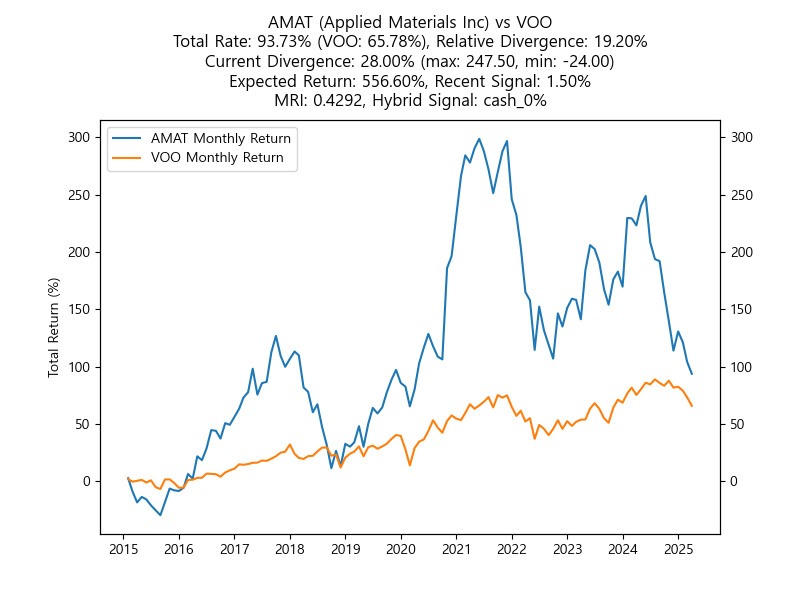 AMAT (Applied Materials Inc) vs VOO
Total Rate: 93.73% (VOO: 65.78%), Relative Divergence: 19.20%
Current Divergence: 28.00% (max: 247.50, min: -24.00)
Expected Return: 556.60%, Recent Signal: 1.50%
MRI: 0.4292, Hybrid Signal: cash_0%
AMAT Monthly Return
VOO Monthly Return
Total Return (%)
300
250
200
150
100
50
0
300
250
200
150
100
50
0
2015 2016 2017 2018 2019 2020 2021 2022 2023 2024 2025